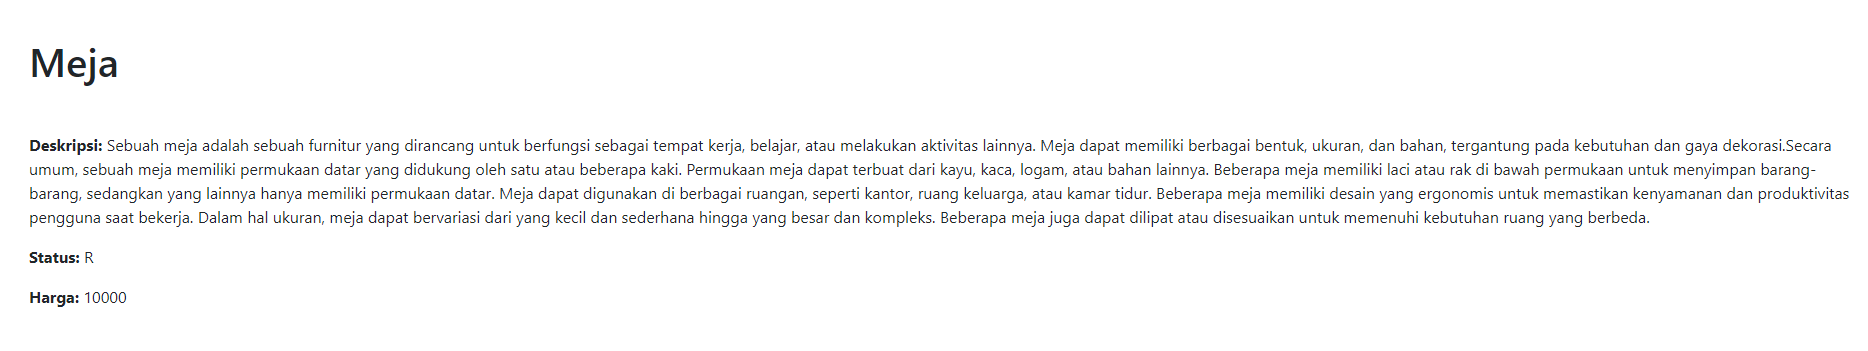 Meja
Deskripsi: Sebuah meja adalah sebuah furnitur yang dirancang untuk berfungsi sebagai tempat kerja, belajar, atau melakukan aktivitas lainnya. Meja dapat memiliki berbagai bentuk, ukuran, dan bahan, tergantung pada kebutuhan dan gaya dekorasi.Secara
umum, sebuah meja memiliki permukaan datar yang didukung oleh satu atau beberapa kaki. Permukaan meja dapat terbuat dari kayu, kaca, logam, atau bahan lainnya. Beberapa meja memiliki laci atau rak di bawah permukaan untuk menyimpan barang-
barang, sedangkan yang lainnya hanya memiliki permukaan datar. Meja dapat digunakan di berbagai ruangan, seperti kantor, ruang keluarga, atau kamar tidur. Beberapa meja memiliki desain yang ergonomis untuk memastikan kenyamanan dan produktivitas
pengguna saat bekerja. Dalam hal ukuran, meja dapat bervariasi dari yang kecil dan sederhana hingga yang besar dan kompleks. Beberapa meja juga dapat dilipat atau disesuaikan untuk memenuhi kebutuhan ruang yang berbeda.
Status: R
Harga: 10000